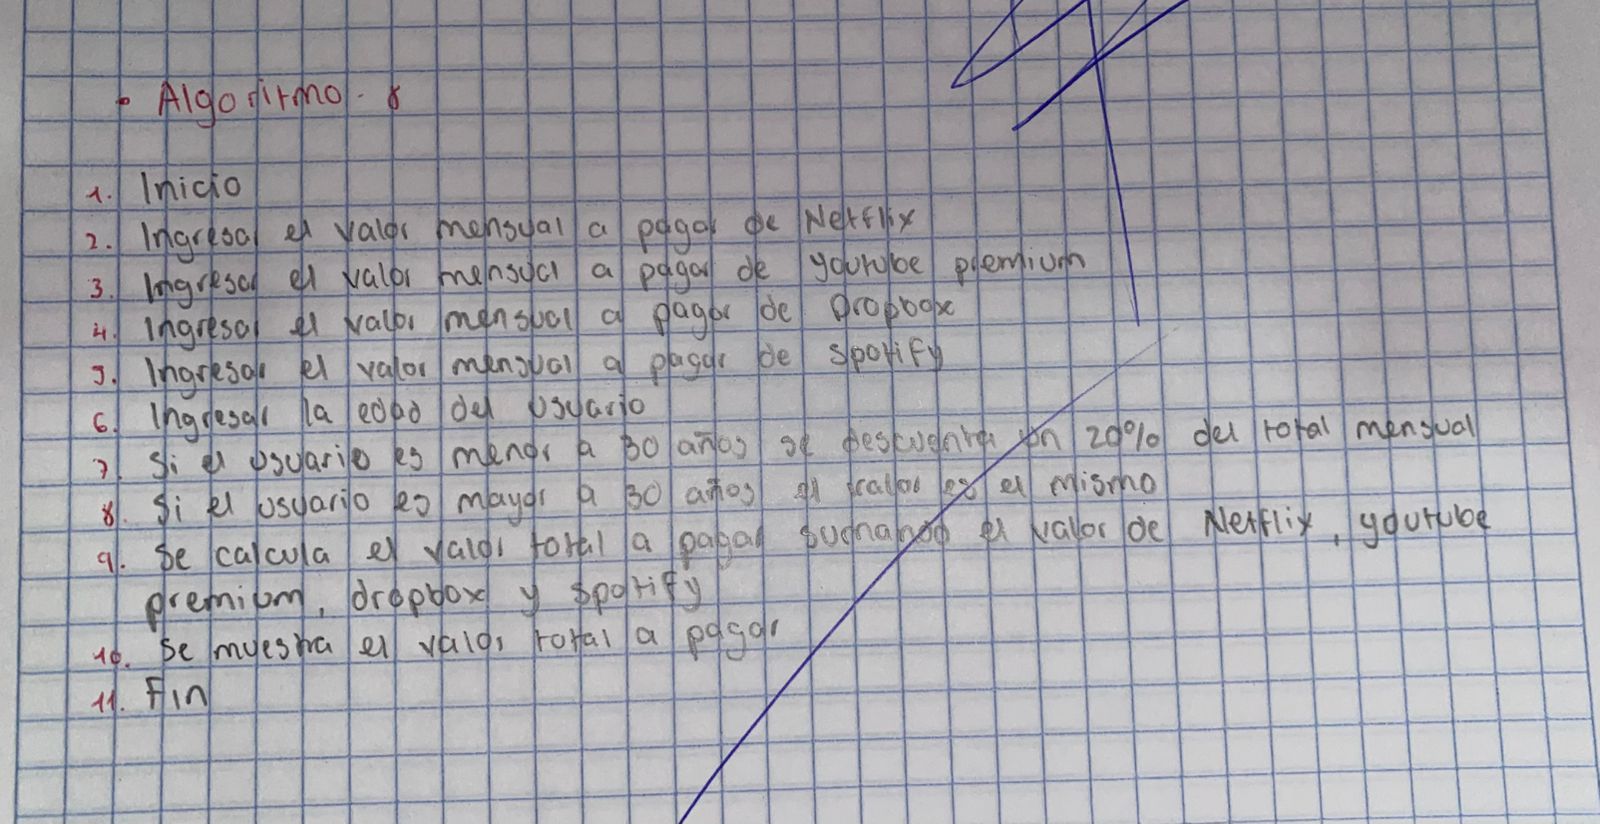 • Algoritmo. 8
1. Inicio
2. Ingresar el valor mensual a pagar de Netflix
3. Ingresar el valor mensual a pagar de youtube premium
4. Ingresar el valor mensual a pagar de Dropbox
5. Ingresar el valor mensual a pagar de spotify
6. Ingresar la edad del usuario
7. Si el usuario es menor a 30 años se descuenta un 20% del total mensual
8. Si el usuario es mayor a 30 años el valor es el mismo
9. Se calcula el valor total a pagar sumando el valor de Netflix, youtube
premium, dropbox y spotify
10. Se muestra el valor total a pagar
11. Fin